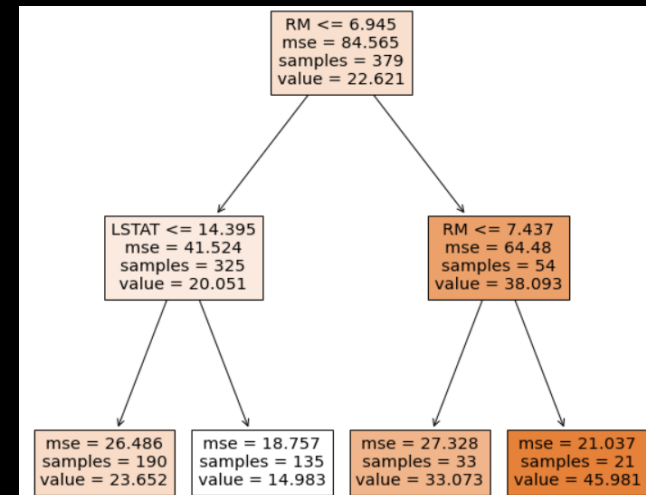 RM <= 6.945
mse = 84.565
samples = 379
value = 22.621
LSTAT <= 14.395
mse = 41.524
samples = 325
value = 20.051
RM <= 7.437
mse = 64.48
samples = 54
value = 38.093
mse = 26.486
samples = 190
value = 23.652
mse = 18.757
samples = 135
value = 14.983
mse = 27.328
samples = 33
value = 33.073
mse = 21.037
samples = 21
value = 45.981